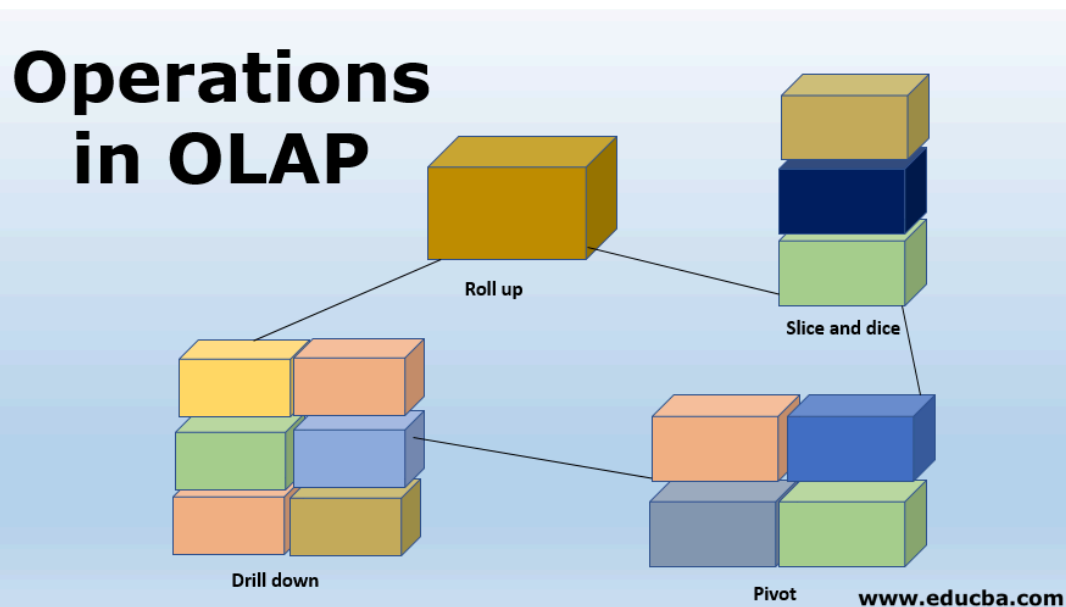 Operations
in OLAP
Roll up
Slice and dice
Drill down
Pivot
www.educba.com